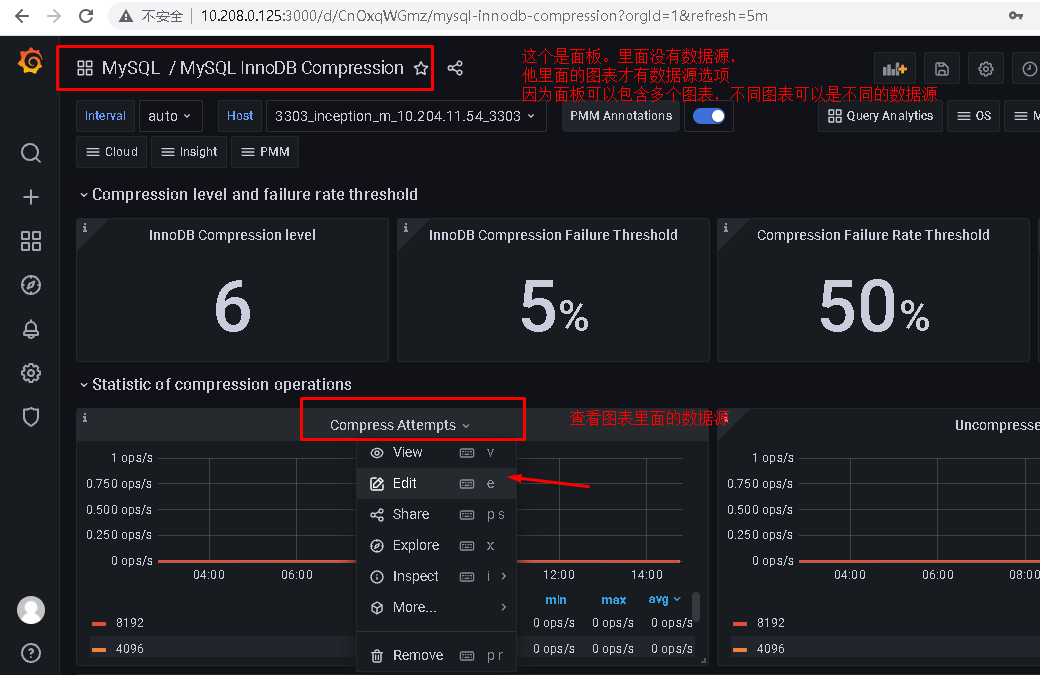 不安全 10.208.0.125:3000/d/CnOxqWGmz/mysql-innodb-compression?orgId=1&refresh=5m
MySQL / MySQL InnoDB Compression
这个是面板。里面没有数据源，
他里面的图表才有数据源选项
因为面板可以包含多个图表，不同图表可以是不同的数据源
Interval auto Host 3303_inception_m_10.204.11.54_3303 PMM Annotations Query Analytics OS M
Cloud Insight PMM
Compression level and failure rate threshold
i InnoDB Compression level i InnoDB Compression Failure Threshold i Compression Failure Rate Threshold
6 5% 50%
Statistic of compression operations
i Compress Attempts 查看图表里面的数据源 Uncompresse
View v
Edit e
Share p s
Explore x
Inspect i
More...
Remove p r
1 ops/s
0.750 ops/s
0.500 ops/s
0.250 ops/s
0 ops/s
04:00 06:00 12:00 14:00
min max avg
8192 0 ops/s 0 ops/s 0 ops/s
4096 0 ops/s 0 ops/s 0 ops/s
1 ops/s
0.750 ops/s
0.500 ops/s
0.250 ops/s
0 ops/s
04:00 06:00 08:00
8192
4096